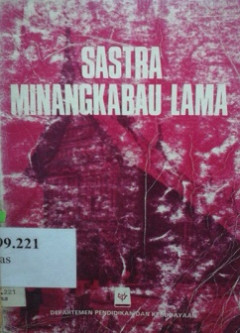 SASTRA
MINANGKABAU LAMA
99.221
as
DEPARTEMEN PENDIDIKAN DAN KEBUDAYAAN